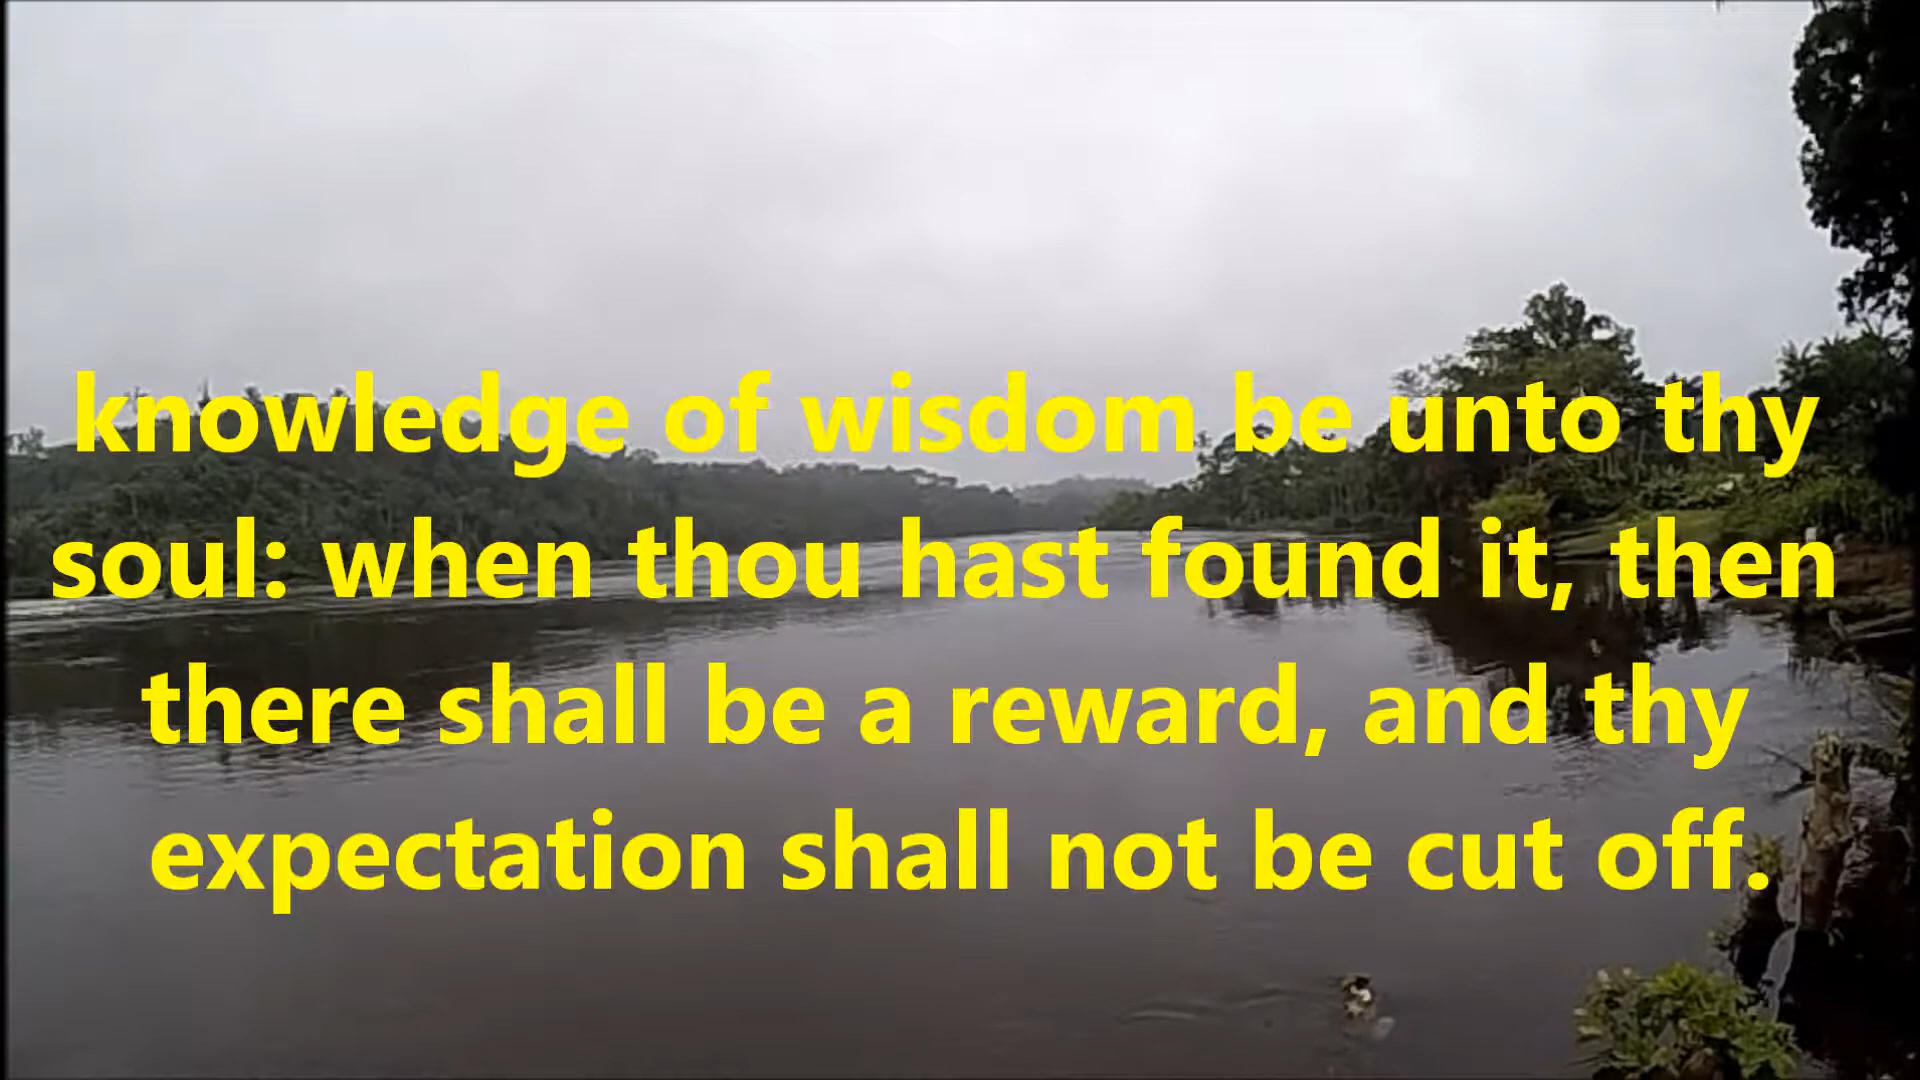 knowledge of wisdom be unto thy
soul: when thou hast found it, then
there shall be a reward, and thy
expectation shall not be cut off.